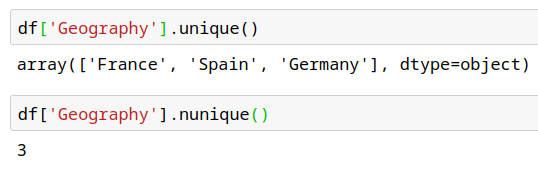 df['Geography'].unique()
array(['France', 'Spain', 'Germany'], dtype=object)
df['Geography'].nunique()
3